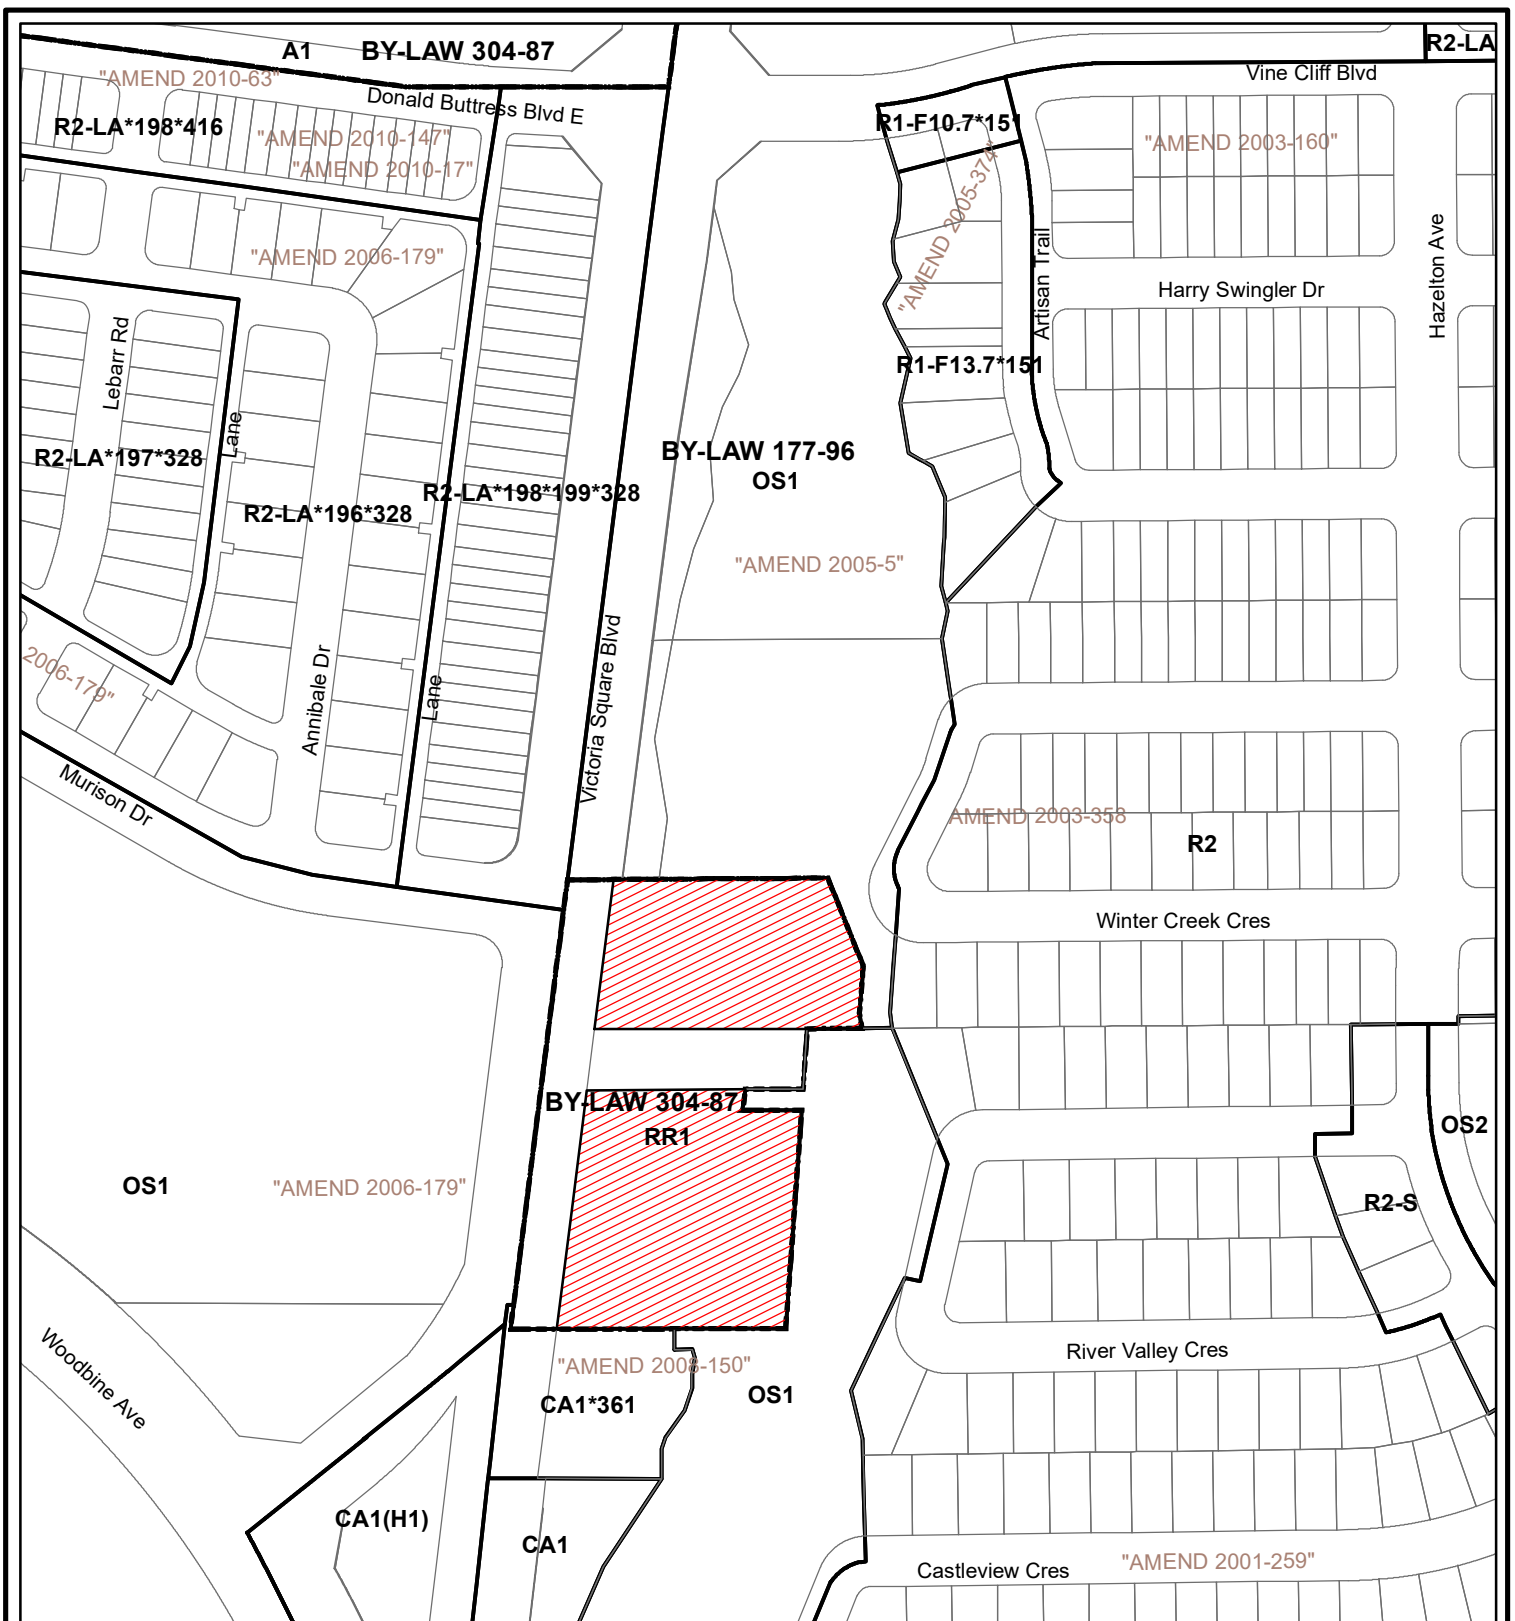 A1
BY-LAW 304-87
R2-LA
"AMEND 2010-63"
Donald Buttress Blvd E
Vine Cliff Blvd
R2-LA*198*416
"AMEND 2010-147"
"AMEND 2010-17"
R1-F10.7*151
"AMEND 2003-160"
"AMEND 2005-374"
"AMEND 2006-179"
Artisan Trail
Hazelton Ave
Harry Swingler Dr
Lebarr Rd
R1-F13.7*151
Lane
R2-LA*197*328
BY-LAW 177-96
OS1
R2-LA*198*199*328
R2-LA*196*328
"AMEND 2005-5"
2006-179"
Annibale Dr
Lane
Victoria Square Blvd
Murison Dr
AMEND 2003-358
R2
Winter Creek Cres
BY-LAW 304-87
RR1
OS2
OS1
"AMEND 2006-179"
R2-S
Woodbine Ave
River Valley Cres
"AMEND 2008-150"
CA1*361
OS1
CA1(H1)
CA1
Castleview Cres
"AMEND 2001-259"